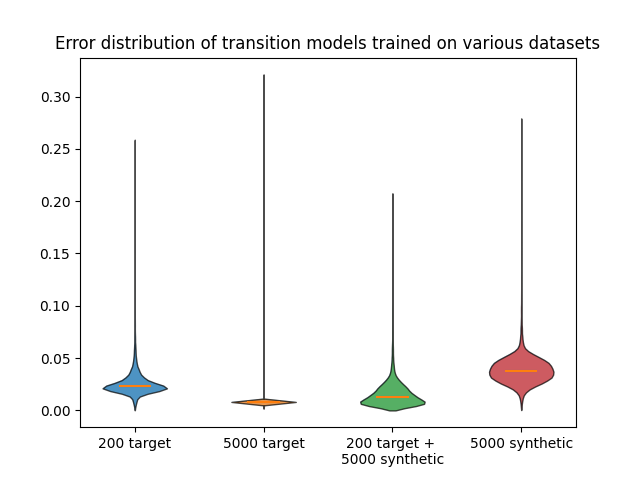 Error distribution of transition models trained on various datasets
0.30
0.25
0.20
0.15
0.10
0.05
0.00
200 target
5000 target
200 target +
5000 synthetic
5000 synthetic